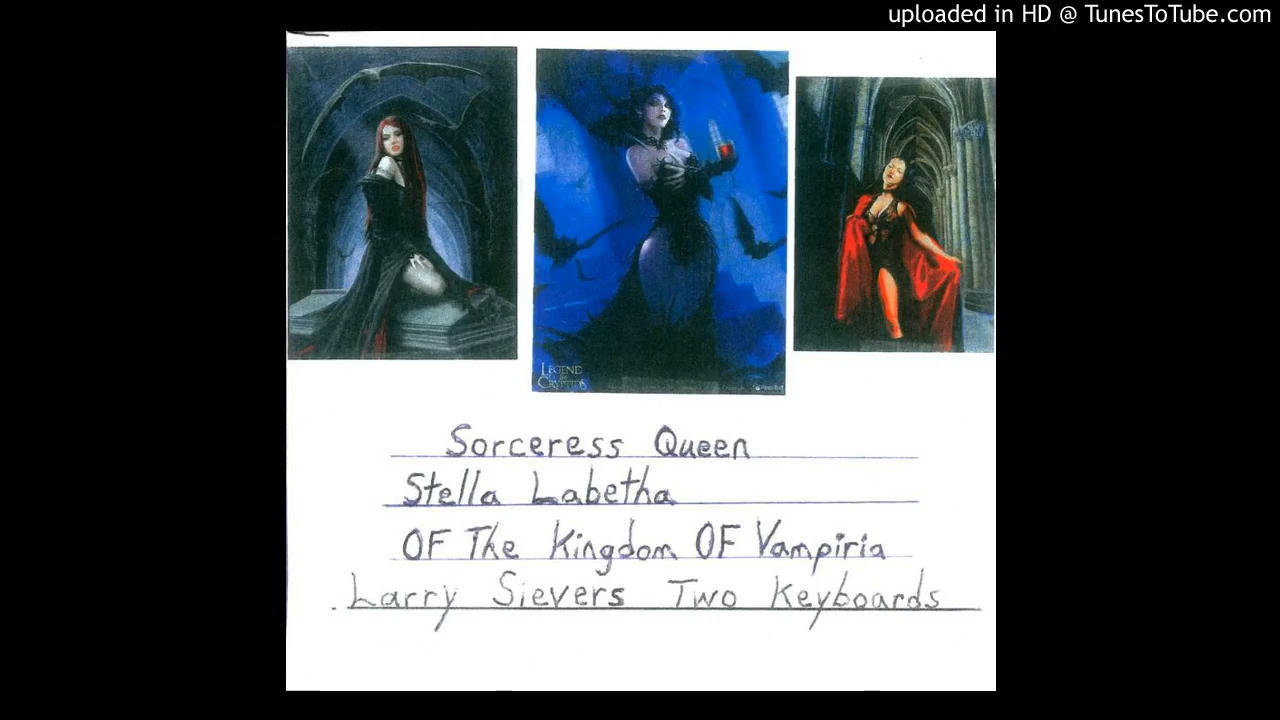 uploaded in HD @ TunesToTube.com
LEGEND
OF THE
CRYPTIDS
Sorceress Queen
Stella Labetha
OF The Kingdom OF Vampiria
Larry Sievers Two Keyboards